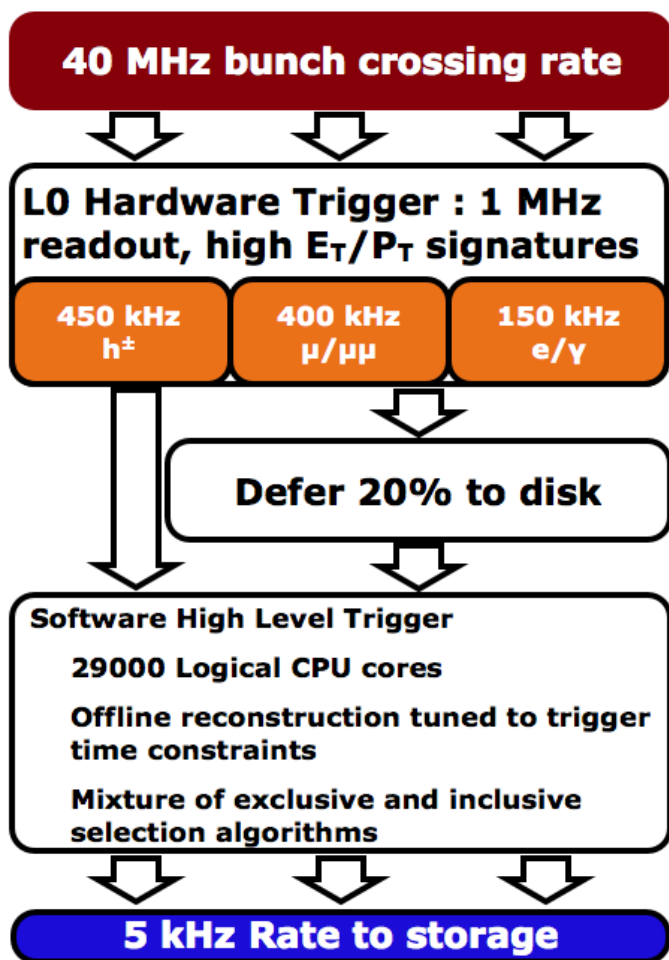 40 MHz bunch crossing rate
L0 Hardware Trigger : 1 MHz
readout, high E_T/P_T signatures
450 kHz
h±
400 kHz
μ/μμ
150 kHz
e/γ
Defer 20% to disk
Software High Level Trigger
29000 Logical CPU cores
Offline reconstruction tuned to trigger
time constraints
Mixture of exclusive and inclusive
selection algorithms
5 kHz Rate to storage